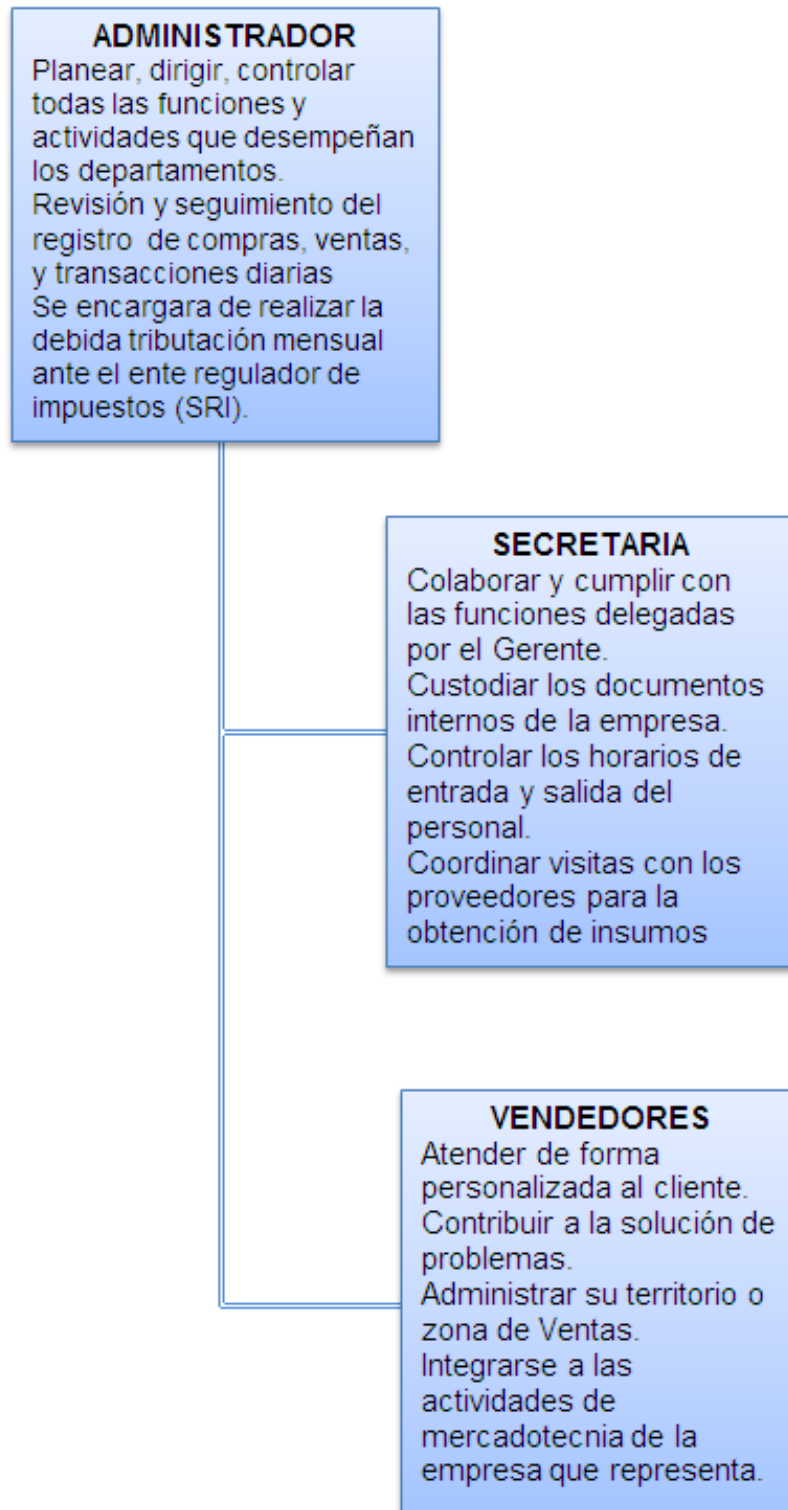 ADMINISTRADOR
Planear, dirigir, controlar
todas las funciones y
actividades que desempeñan
los departamentos.
Revisión y seguimiento del
registro de compras, ventas,
y transacciones diarias
Se encargara de realizar la
debida tributación mensual
ante el ente regulador de
impuestos (SRI).
SECRETARIA
Colaborar y cumplir con
las funciones delegadas
por el Gerente.
Custodiar los documentos
internos de la empresa.
Controlar los horarios de
entrada y salida del
personal.
Coordinar visitas con los
proveedores para la
obtención de insumos
VENDEDORES
Atender de forma
personalizada al cliente.
Contribuir a la solución de
problemas.
Administrar su territorio o
zona de Ventas.
Integrarse a las
actividades de
mercadotecnia de la
empresa que representa.